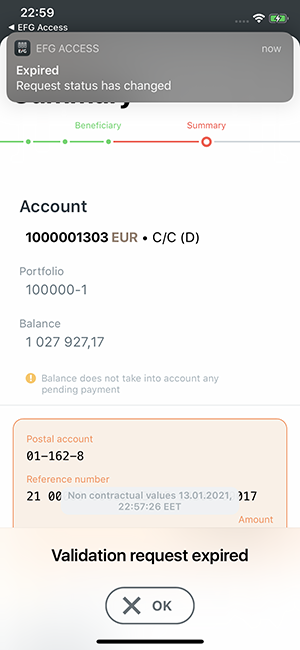 22:59
◀ EFG Access
EFG
EFG ACCESS
now
Expired
Request status has changed
Summary
Beneficiary
Summary
Account
1000001303 EUR • C/C (D)
Portfolio
100000-1
Balance
1 027 927,17
Balance does not take into account any
pending payment
Postal account
01-162-8
Reference number
21 00 017
Non contractual values 13.01.2021,
22:57:26 EET
Amount
Validation request expired
OK